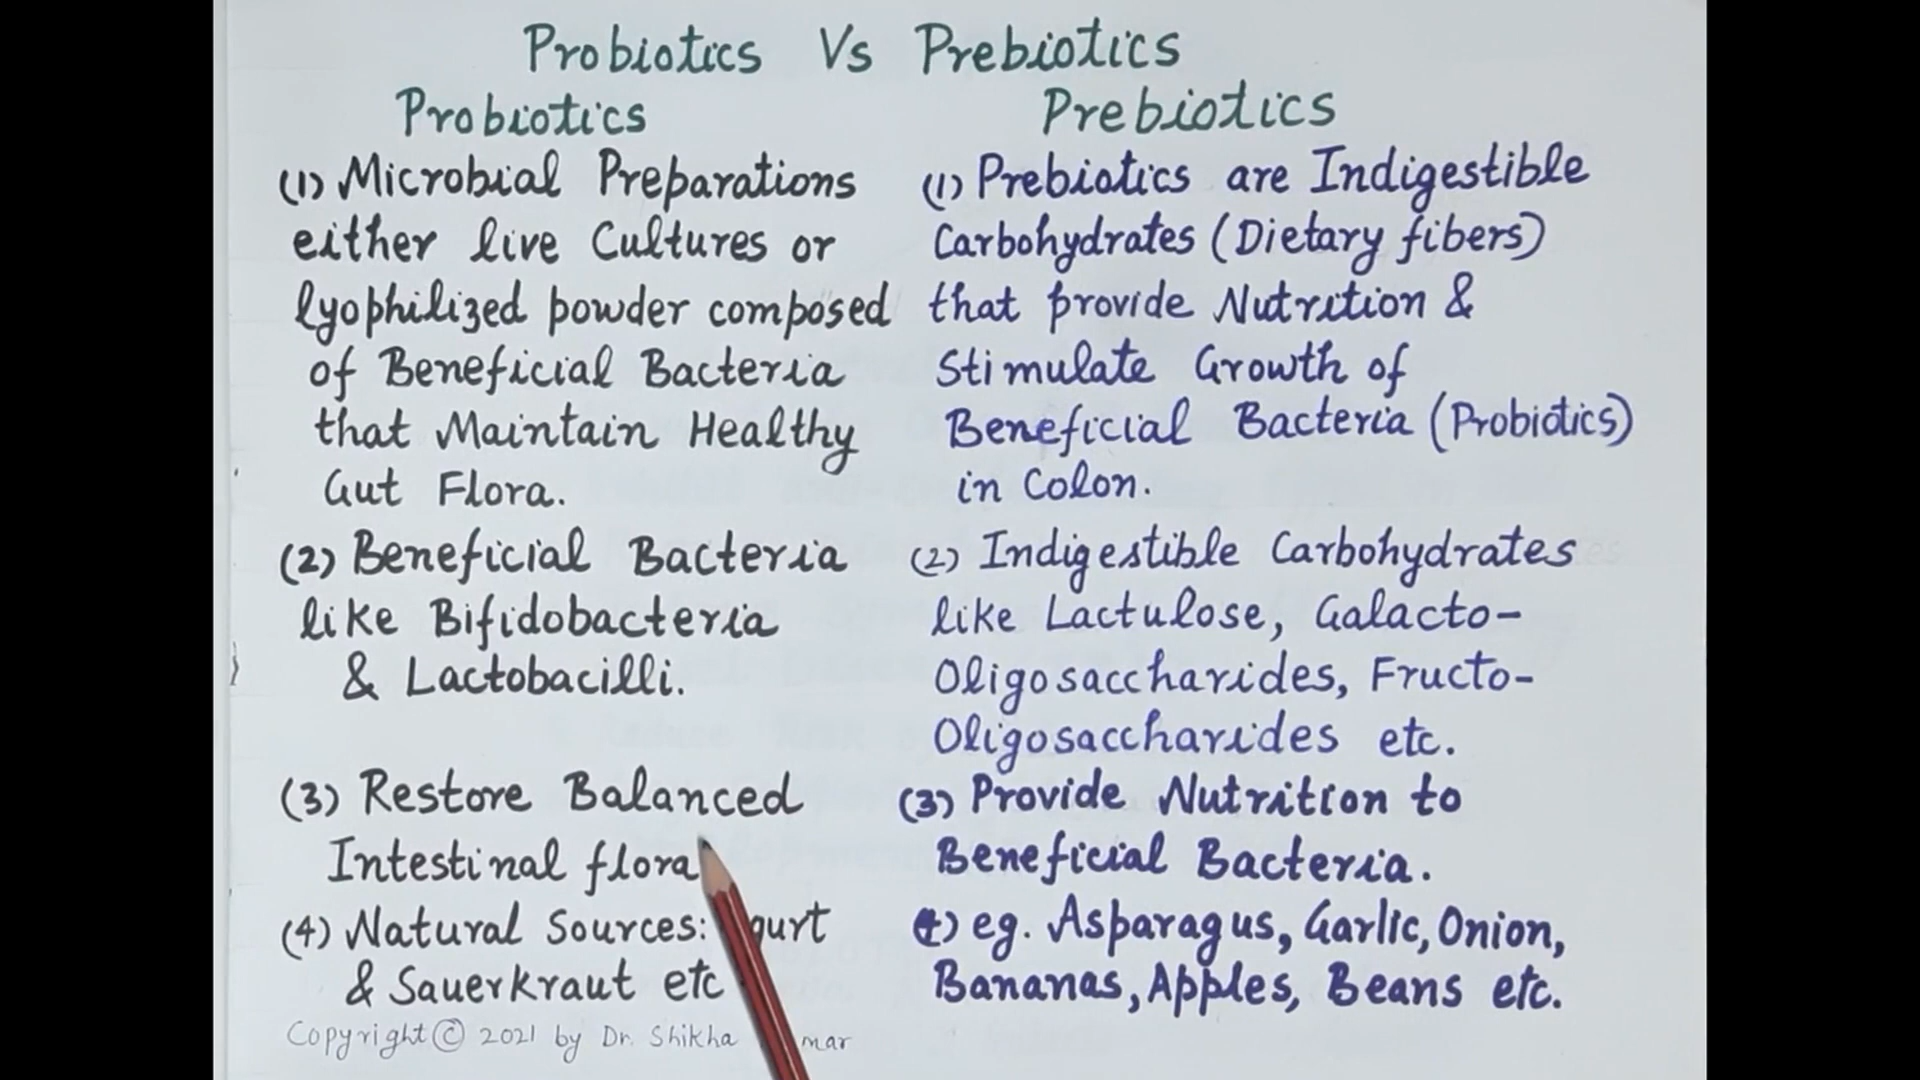 Probiotics Vs Prebiotics
Probiotics
(1) Microbial Preparations
either live Cultures or
lyophilized powder composed
of Beneficial Bacteria
that Maintain Healthy
Gut Flora.
(2) Beneficial Bacteria
like Bifidobacteria
& Lactobacilli.
(3) Restore Balanced
Intestinal flora
(4) Natural Sources:
& Sauerkraut etc
Prebiotics
(1) Prebiotics are Indigestible
Carbohydrates (Dietary fibers)
that provide Nutrition &
Stimulate Growth of
Beneficial Bacteria (Probiotics)
in Colon.
(2) Indigestible Carbohydrates
like Lactulose, Galacto-
Oligosaccharides, Fructo-
Oligosaccharides etc.
(3) Provide Nutrition to
Beneficial Bacteria.
(4) eg. Asparagus, Garlic, Onion,
Bananas, Apples, Beans etc.
Copyright © 2021 by Dr. Shikha